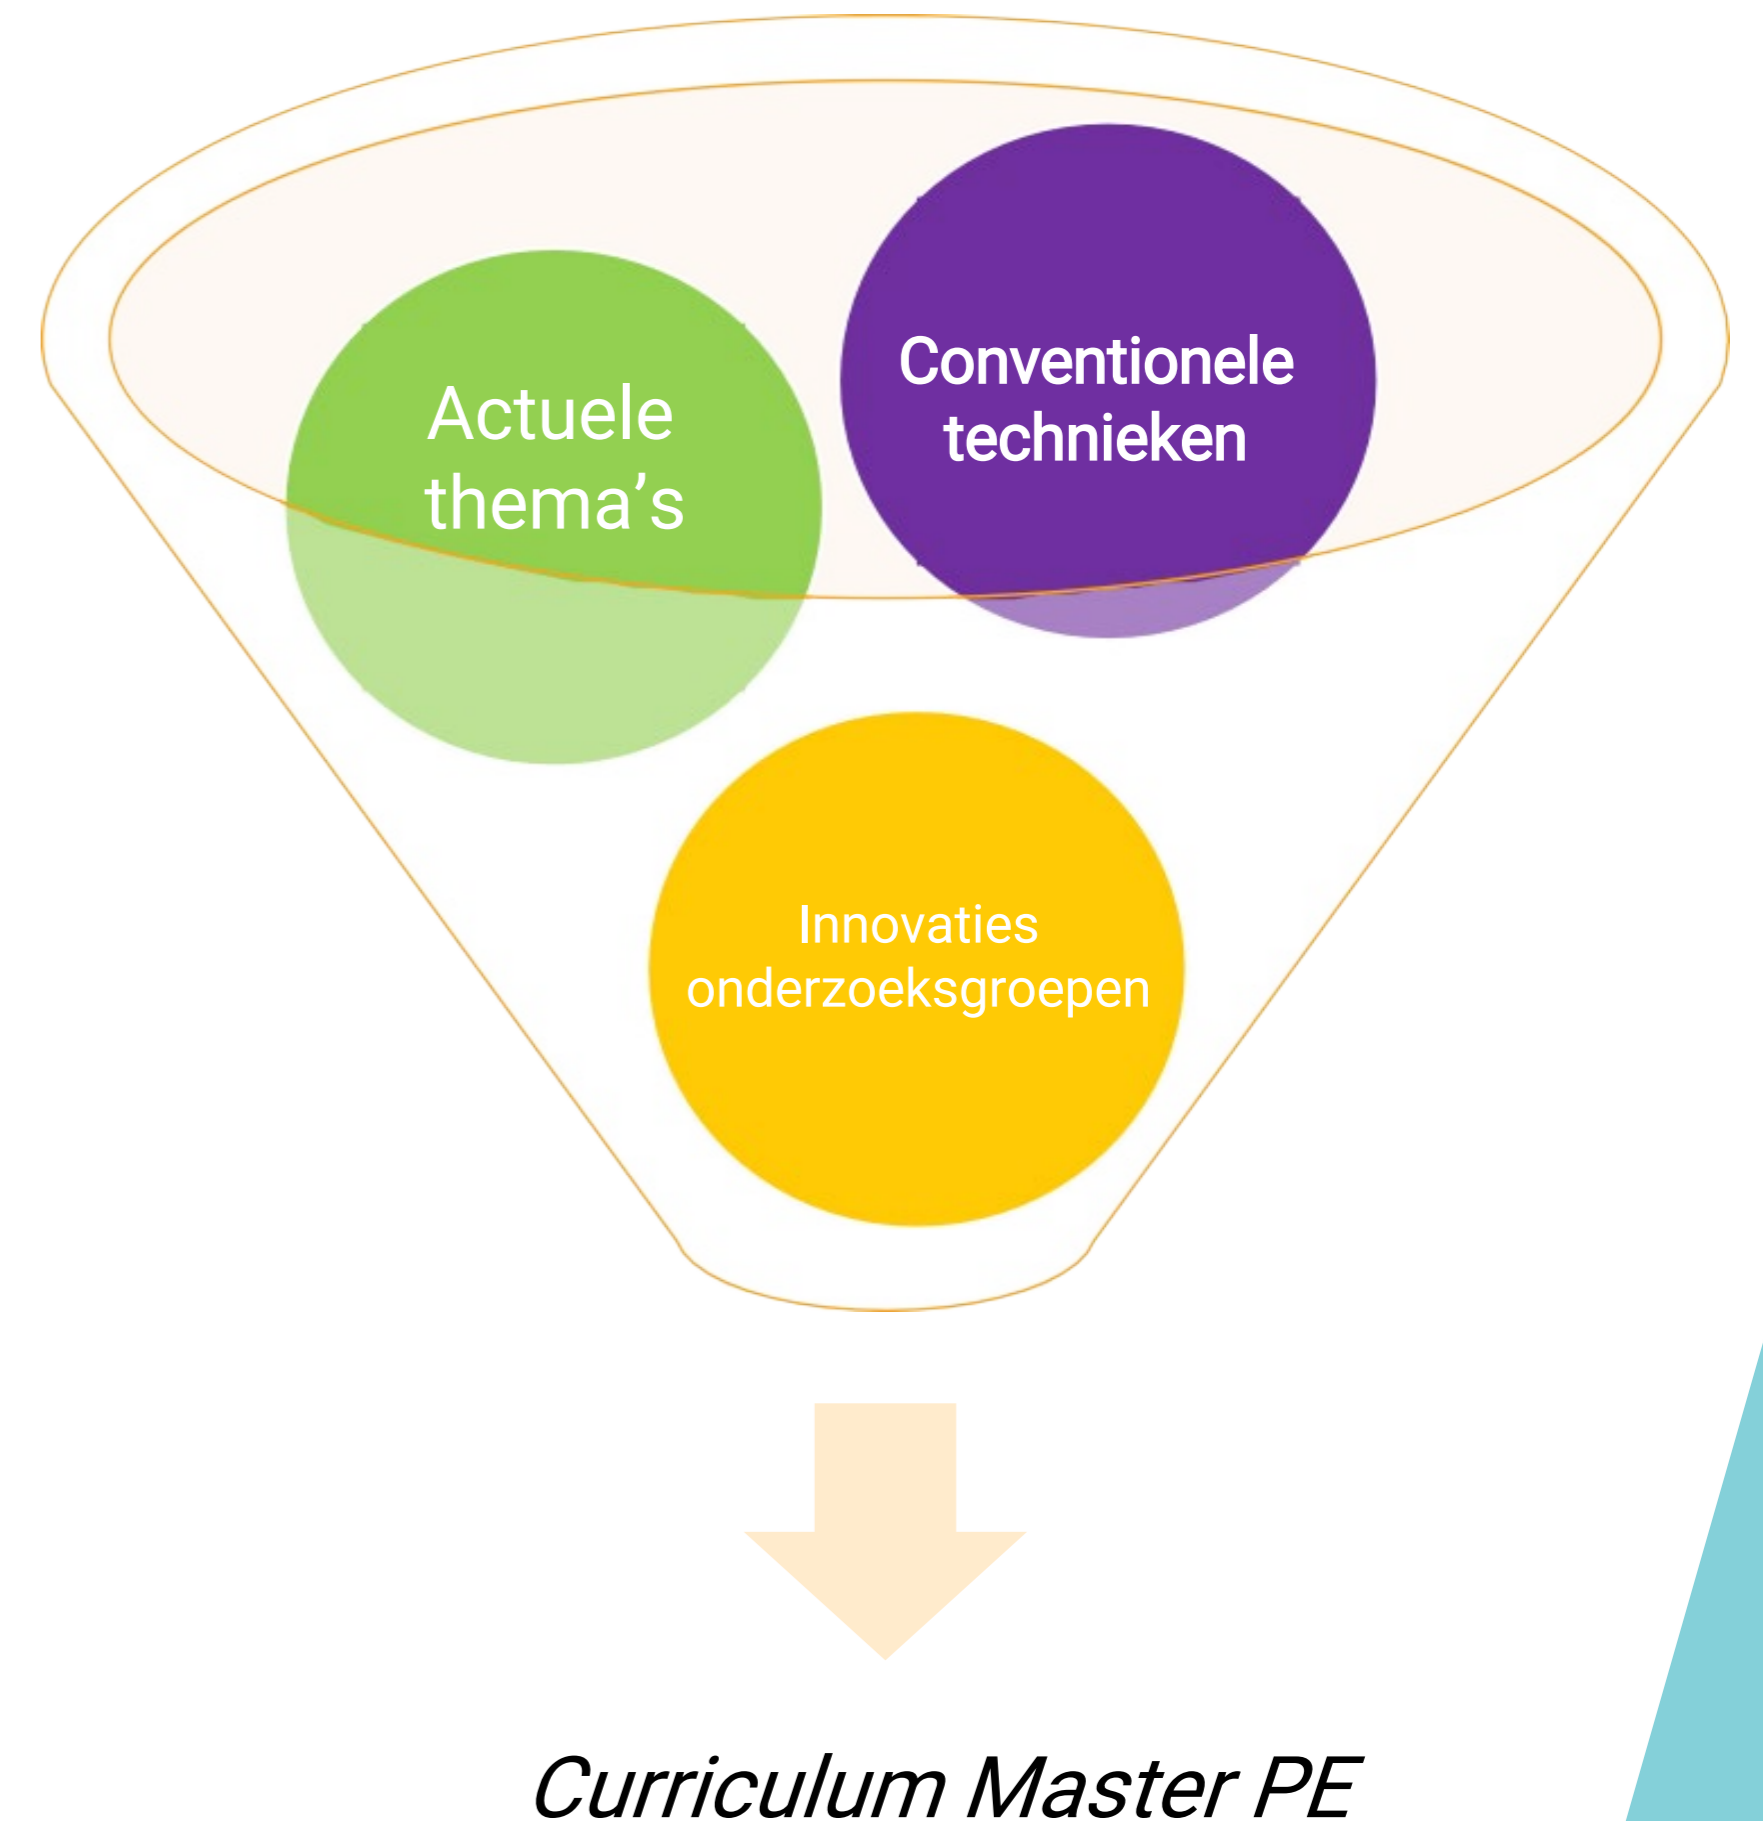 Conventionele
technieken
Actuele
thema’s
Innovaties
onderzoeksgroepen
Curriculum Master PE